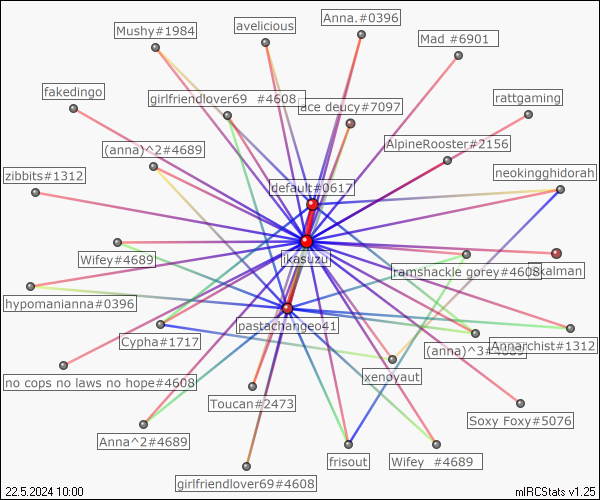 Anna.#0396
Mushy#1984
avelicious
Mad #6901
fakedingo
girlfriendlover69 #4608
ace deucy#7097
rattgaming
(anna)^2#4689
AlpineRooster#2156
zibbits#1312
neokingghidorah
default#0617
Wifey#4689
ikasuzu
ramshackle gorey#4608
skalman
hypomanianna#0396
pastachangeo41
Cypha#1717
(anna)^3#4689
Annarchist#1312
no cops no laws no hope#4608
xenoyaut
Toucan#2473
Soxy Foxy#5076
Anna^2#4689
frisout
Wifey #4689
girlfriendlover69#4608
22.5.2024 10:00
mIRCStats v1.25